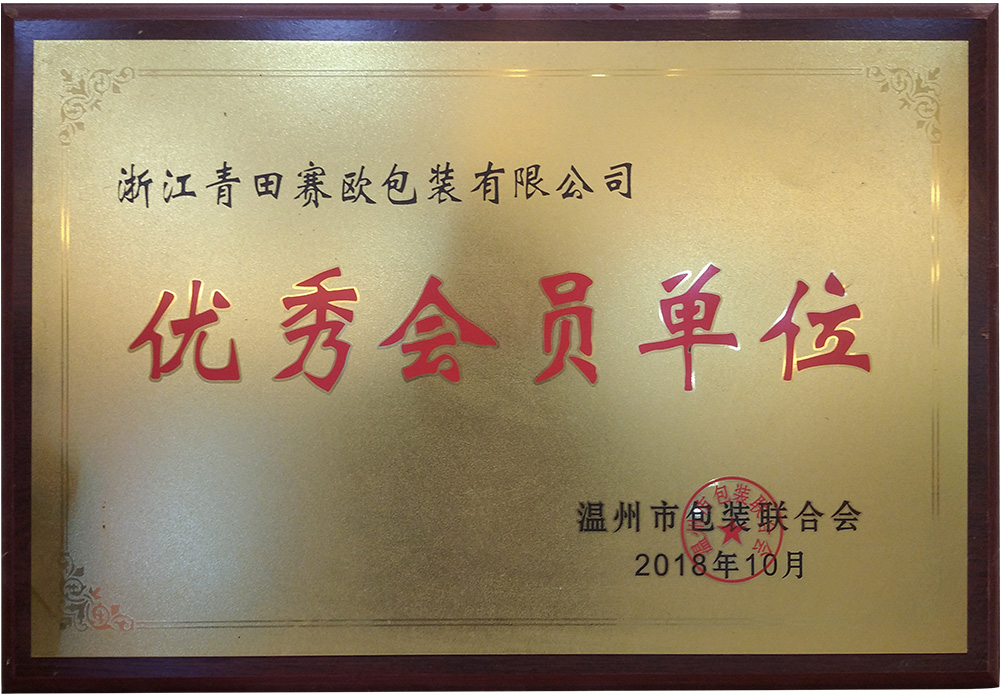 浙江青田赛欧包装有限公司
优秀会员单位
温州市包装联合会
2018年10月